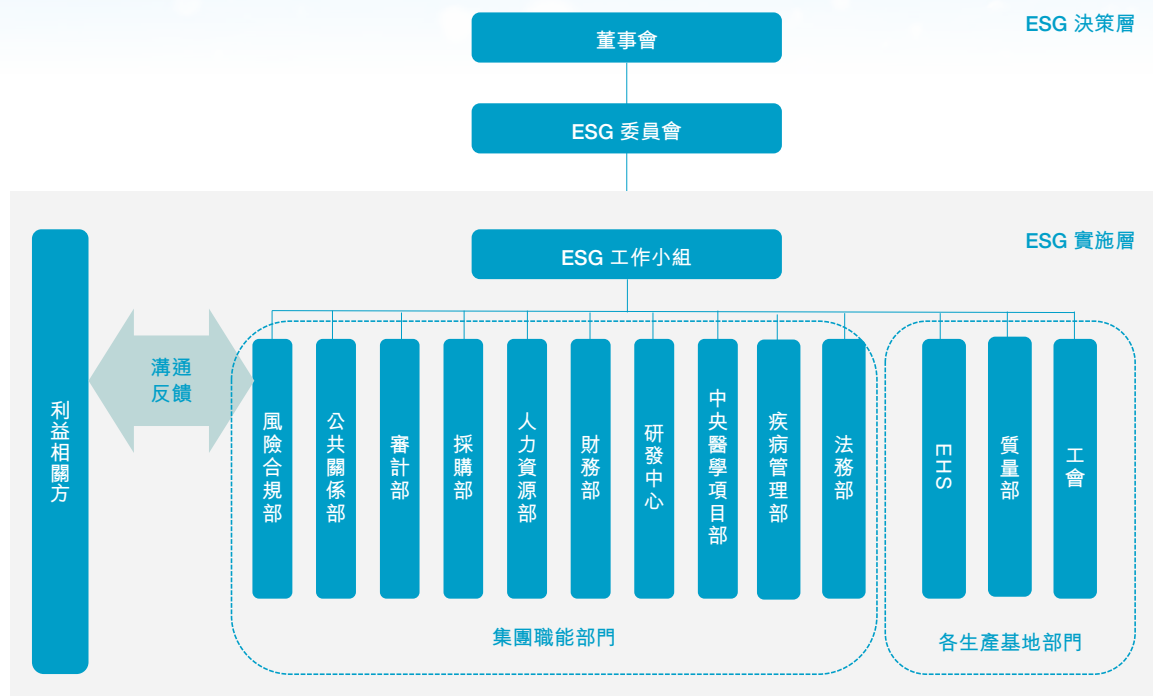 董事會
ESG 決策層
ESG 委員會
ESG 工作小組
ESG 實施層
利益相關方
溝通
反饋
風險合規部
公共關係部
審計部
採購部
人力資源部
財務部
研發中心
中央醫學項目部
疾病管理部
法務部
EHS
質量部
工會
集團職能部門
各生產基地部門